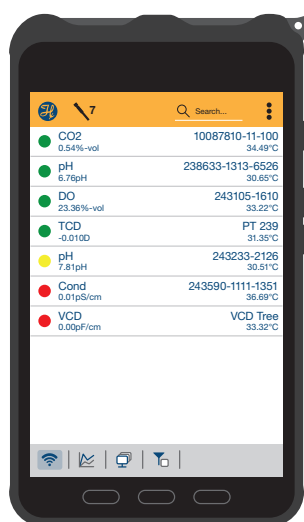 7
Search...
CO2 10087810-11-100
0.54%-vol 34.49°C
pH 238633-1313-6526
6.76pH 30.65°C
DO 243105-1610
23.36%-vol 33.22°C
TCD PT 239
-0.010D 31.35°C
pH 243233-2126
7.81pH 30.51°C
Cond 243590-1111-1351
0.01pS/cm 36.69°C
VCD VCD Tree
0.00pF/cm 33.32°C